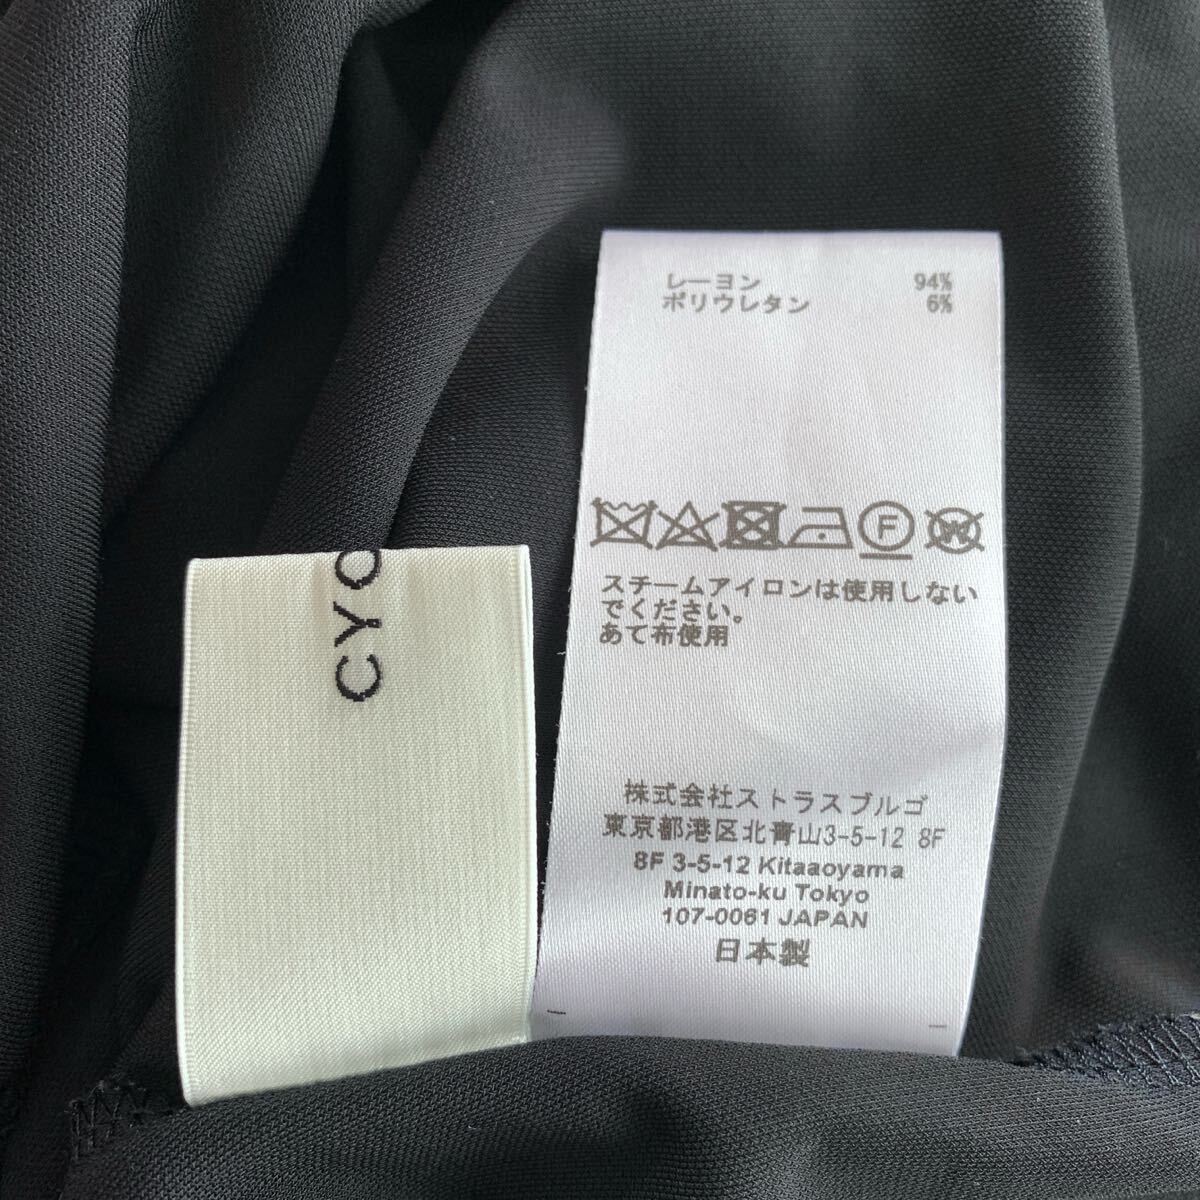 レーヨン 94%
ポリウレタン 6%
スチームアイロンは使用しない
でください。
あて布使用
株式会社ストラスブルゴ
東京都港区北青山3-5-12 8F
8F 3-5-12 Kitaaoyama
Minato-ku Tokyo
107-0061 JAPAN
日本製
CYO
F
W